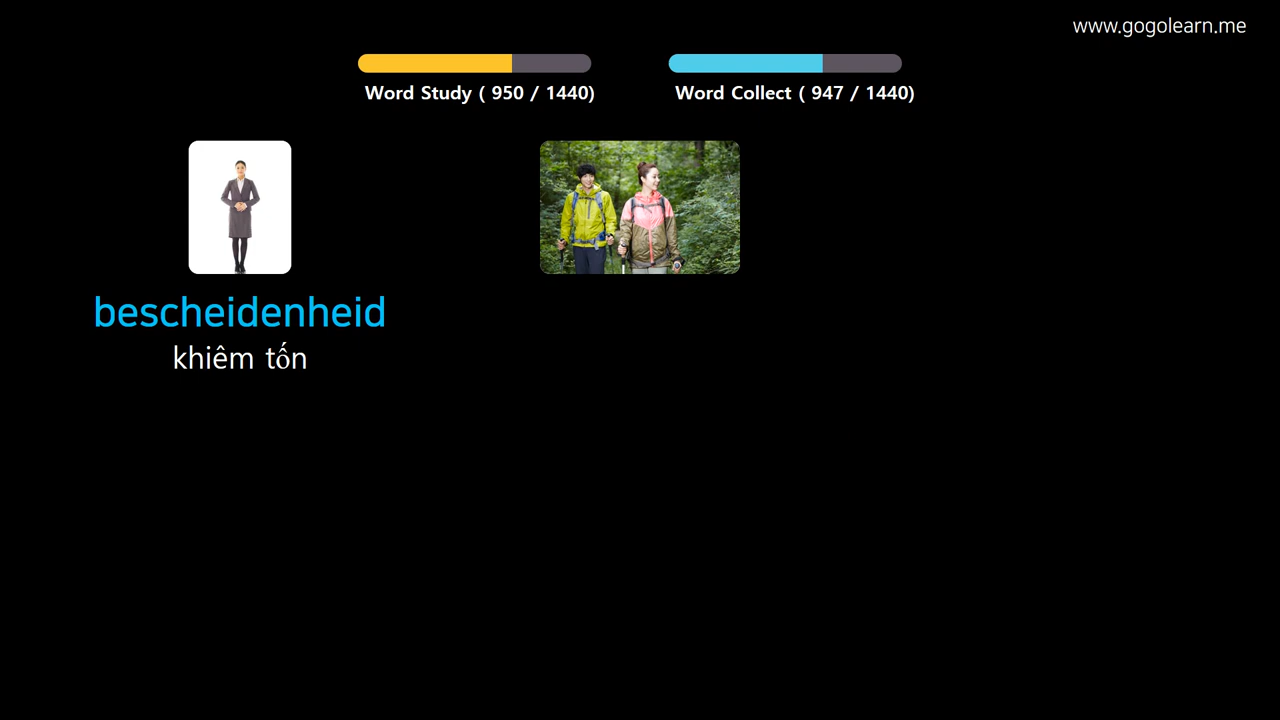 www.gogolearn.me
Word Study ( 950 / 1440)
Word Collect ( 947 / 1440)
bescheidenheid
khiêm tốn